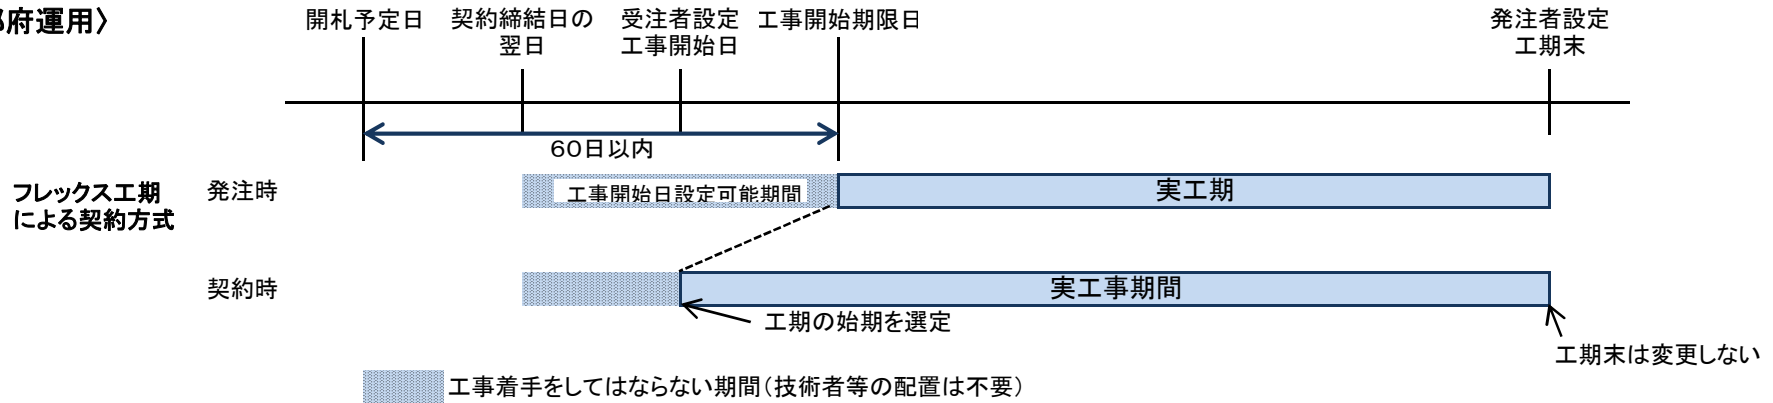 府運用〉
開札予定日
契約締結日の
翌日
受注者設定
工事開始日
工事開始期限日
発注者設定
工期末
60日以内
フレックス工期
による契約方式
発注時
工事開始日設定可能期間
実工期
契約時
実工事期間
工期の始期を選定
工期末は変更しない
工事着手をしてはならない期間(技術者等の配置は不要)